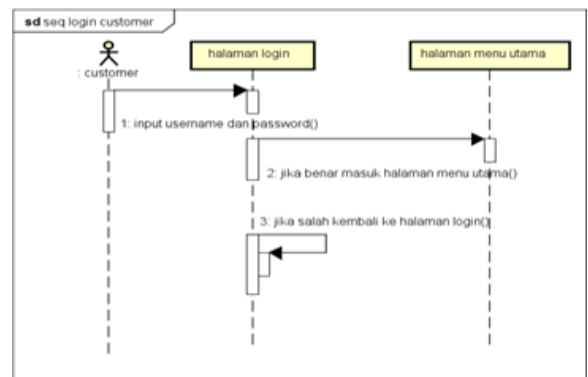 sd seq login customer
: customer
halaman login
halaman menu utama
1: input username dan password()
2: jika benar masuk halaman menu utama()
3: jika salah kembali ke halaman login()